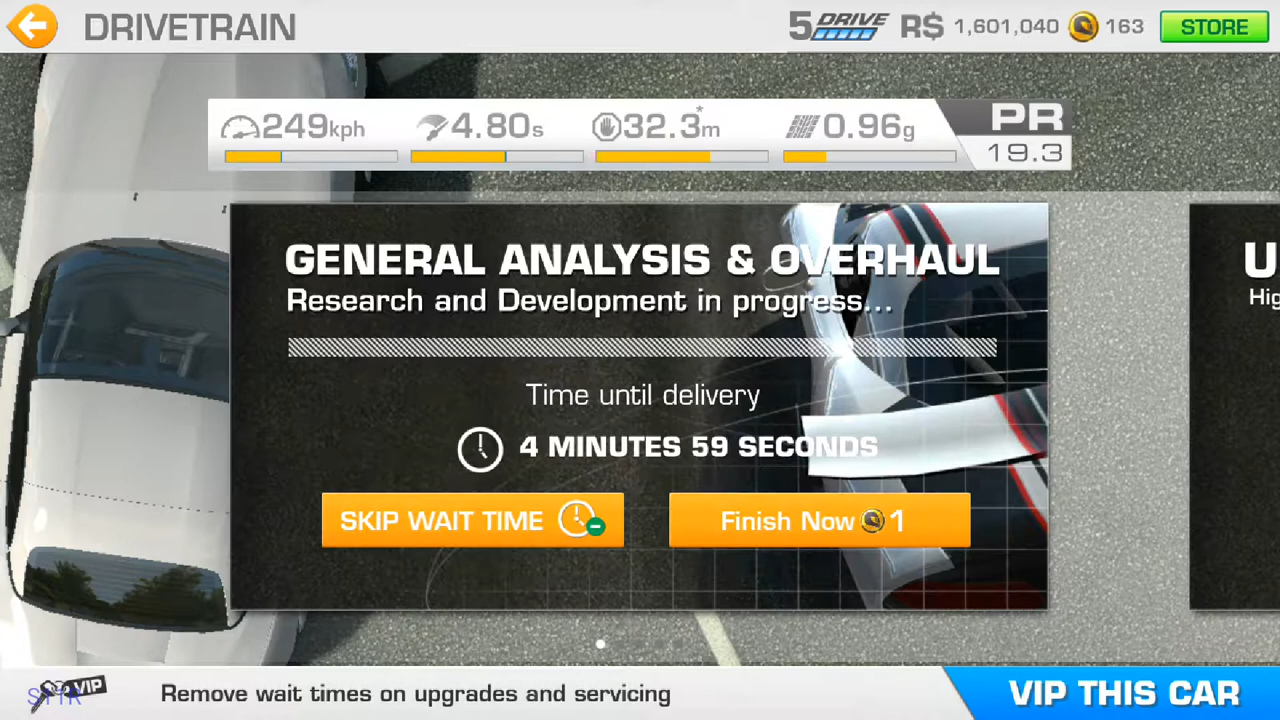 DRIVETRAIN
5 DRIVE R$ 1,601,040 163 STORE
249kph 4.80s 32.3m* 0.96g PR
19.3
GENERAL ANALYSIS & OVERHAUL
Research and Development in progress...
Time until delivery
4 MINUTES 59 SECONDS
SKIP WAIT TIME Finish Now 1
U
Hig
VIP Remove wait times on upgrades and servicing VIP THIS CAR